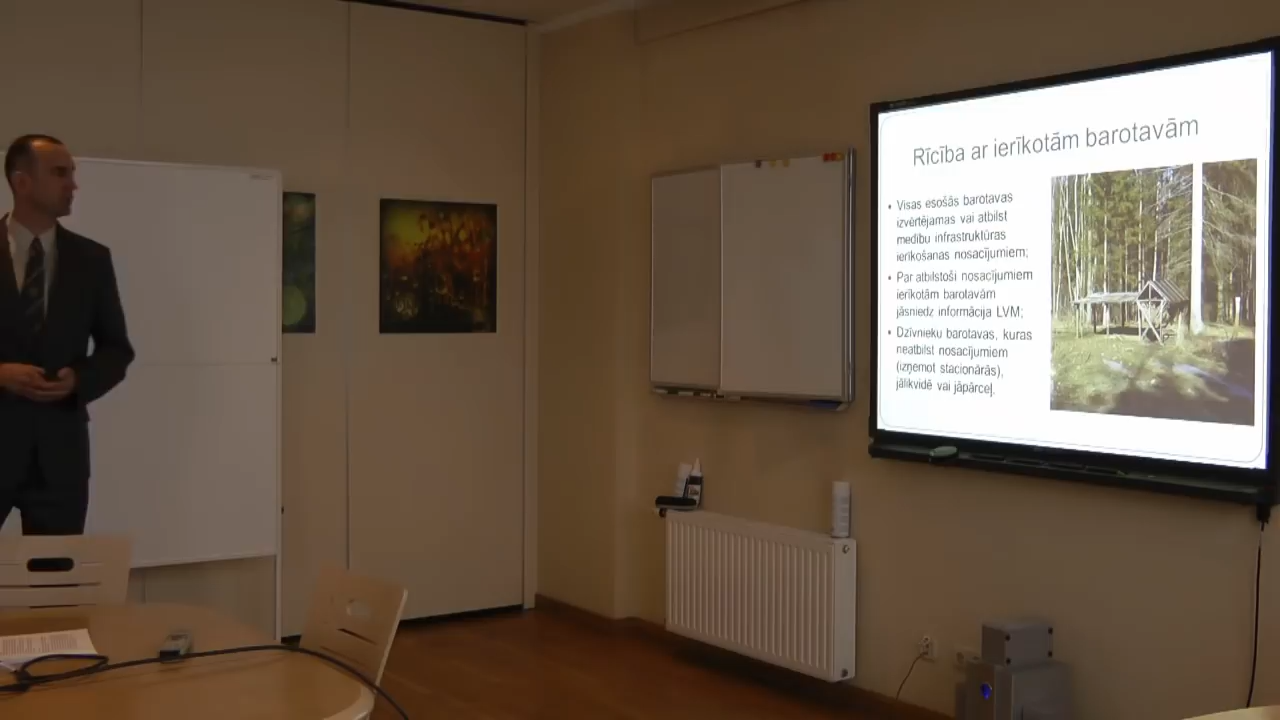 Rīcība ar ierīkotām barotavām
• Visas esošās barotavas
izvērtējamas vai atbilst
medību infrastruktūras
ierīkošanas nosacījumiem;
• Par atbilstoši nosacījumiem
ierīkotām barotavām
jāsniedz informācija LVM;
• Dzīvnieku barotavas, kuras
neatbilst nosacījumiem
(izņemot stacionārās),
jālikvidē vai jāpārceļ.